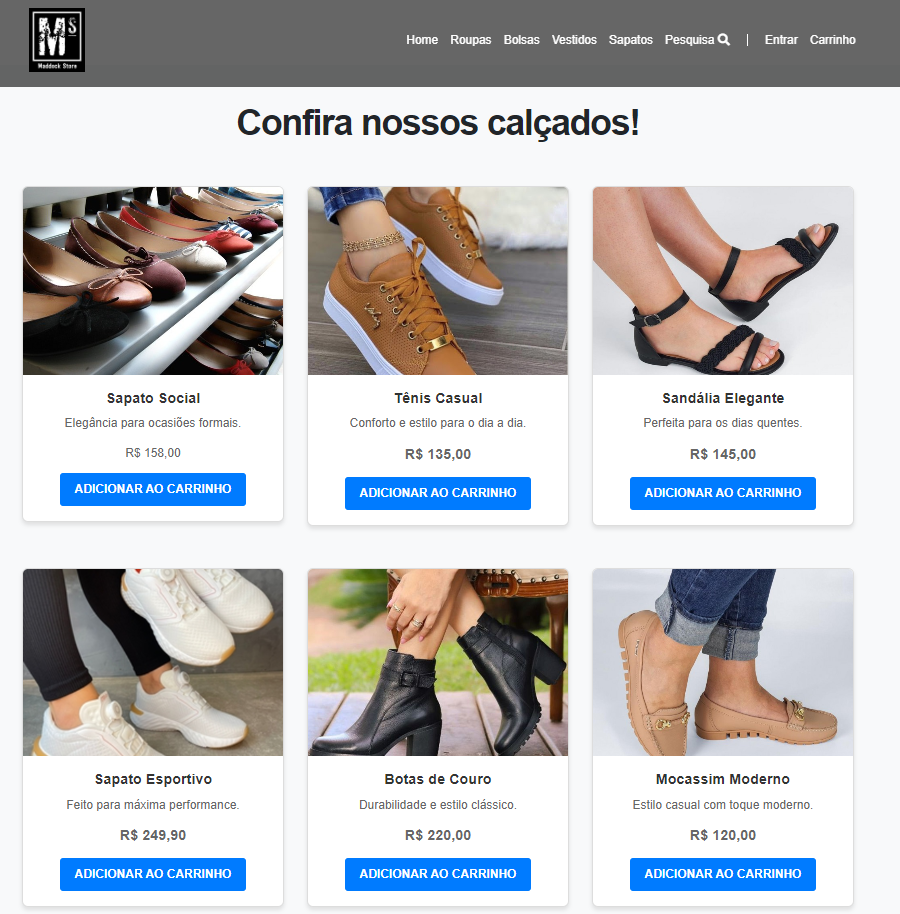 MS
Maddock Store
Home Roupas Bolsas Vestidos Sapatos Pesquisa | Entrar Carrinho
Confira nossos calçados!
Sapato Social
Elegância para ocasiões formais.
R$ 158,00
ADICIONAR AO CARRINHO
Tênis Casual
Conforto e estilo para o dia a dia.
R$ 135,00
ADICIONAR AO CARRINHO
Sandália Elegante
Perfeita para os dias quentes.
R$ 145,00
ADICIONAR AO CARRINHO
Sapato Esportivo
Feito para máxima performance.
R$ 249,90
ADICIONAR AO CARRINHO
Botas de Couro
Durabilidade e estilo clássico.
R$ 220,00
ADICIONAR AO CARRINHO
Mocassim Moderno
Estilo casual com toque moderno.
R$ 120,00
ADICIONAR AO CARRINHO